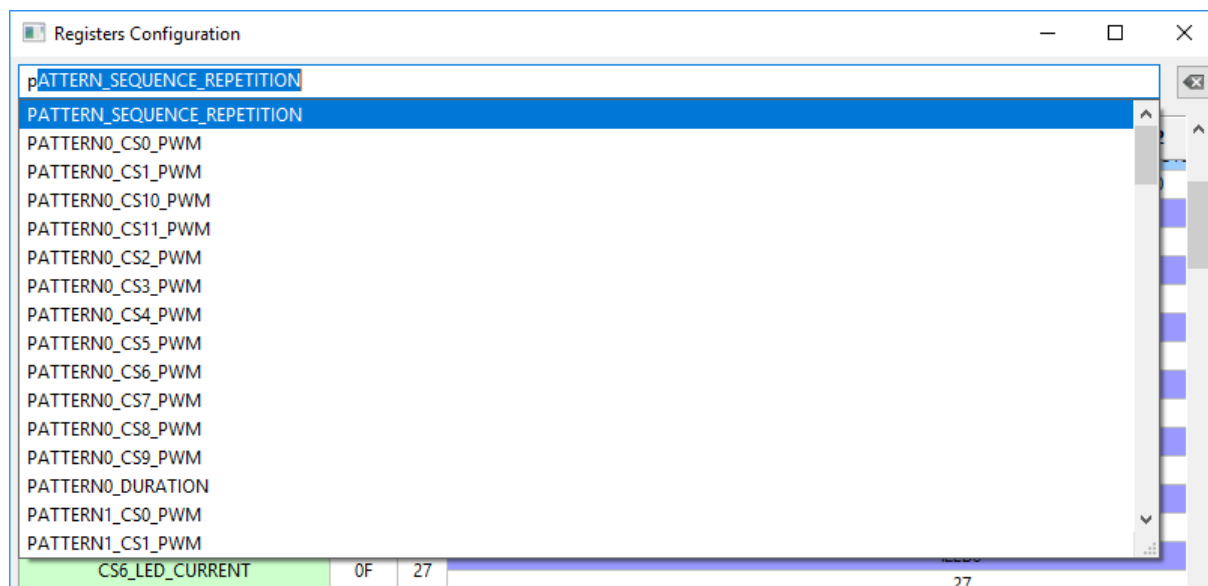 Registers Configuration
pATTERN_SEQUENCE_REPETITION
PATTERN_SEQUENCE_REPETITION
PATTERN0_CS0_PWM
PATTERN0_CS1_PWM
PATTERN0_CS10_PWM
PATTERN0_CS11_PWM
PATTERN0_CS2_PWM
PATTERN0_CS3_PWM
PATTERN0_CS4_PWM
PATTERN0_CS5_PWM
PATTERN0_CS6_PWM
PATTERN0_CS7_PWM
PATTERN0_CS8_PWM
PATTERN0_CS9_PWM
PATTERN0_DURATION
PATTERN1_CS0_PWM
PATTERN1_CS1_PWM
CS6_LED_CURRENT 0F 27
27